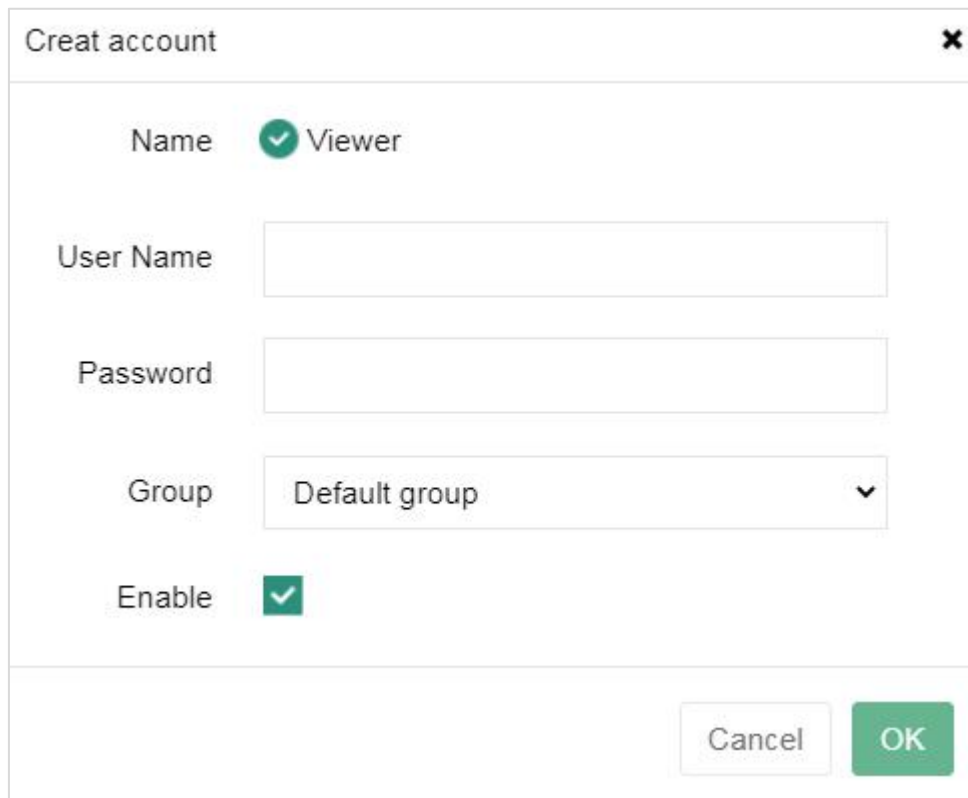 Creat account
Name Viewer
User Name
Password
Group Default group
Enable
Cancel OK